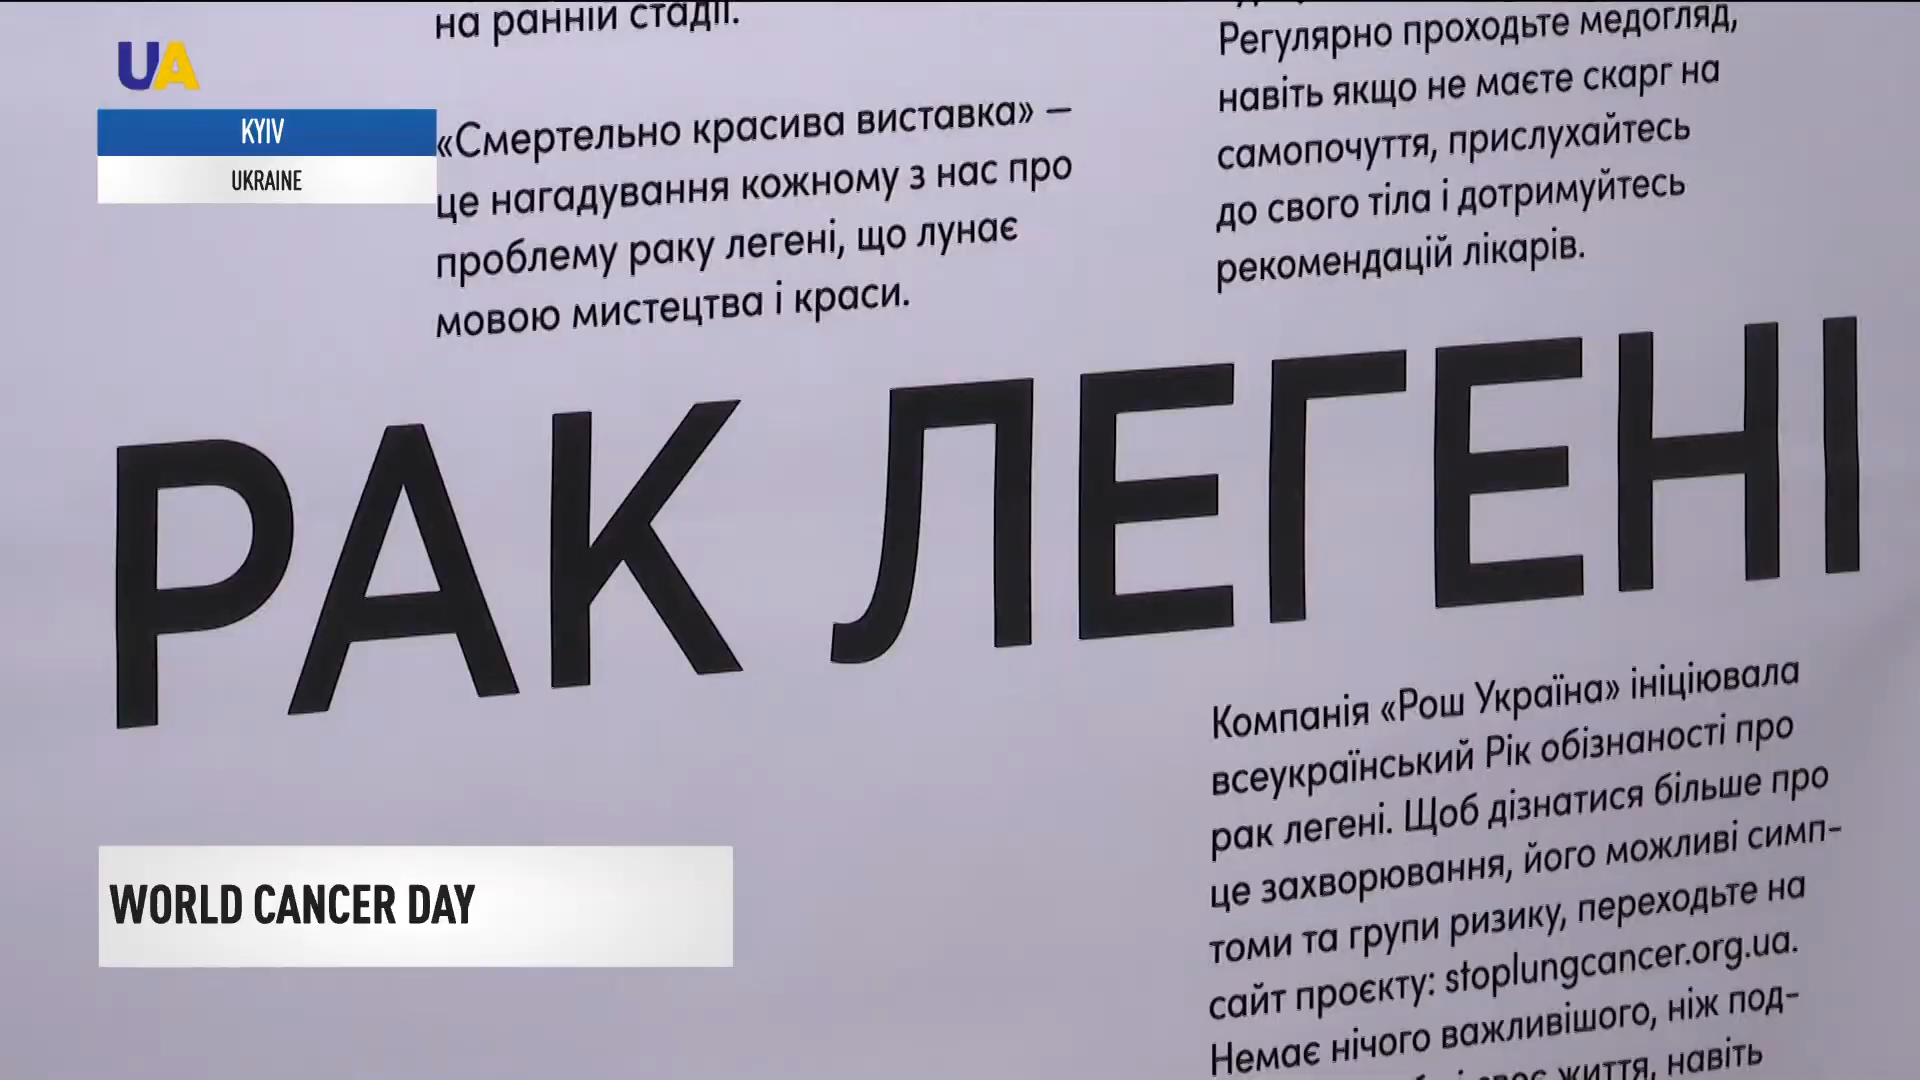 UA
KYIV
UKRAINE
на ранній стадії.
«Смертельно красива виставка» –
це нагадування кожному з нас про
проблему раку легені, що лунає
мовою мистецтва і краси.
Регулярно проходьте медогляд,
навіть якщо не маєте скарг на
самопочуття, прислухайтесь
до свого тіла і дотримуйтесь
рекомендацій лікарів.
РАК ЛЕГЕНІ
Компанія «Рош Україна» ініціювала
всеукраїнський Рік обізнаності про
рак легені. Щоб дізнатися більше про
це захворювання, його можливі симп-
томи та групи ризику, переходьте на
сайт проєкту: stoplungcancer.org.ua.
Немає нічого важливішого, ніж под-
своє життя, навіть
WORLD CANCER DAY